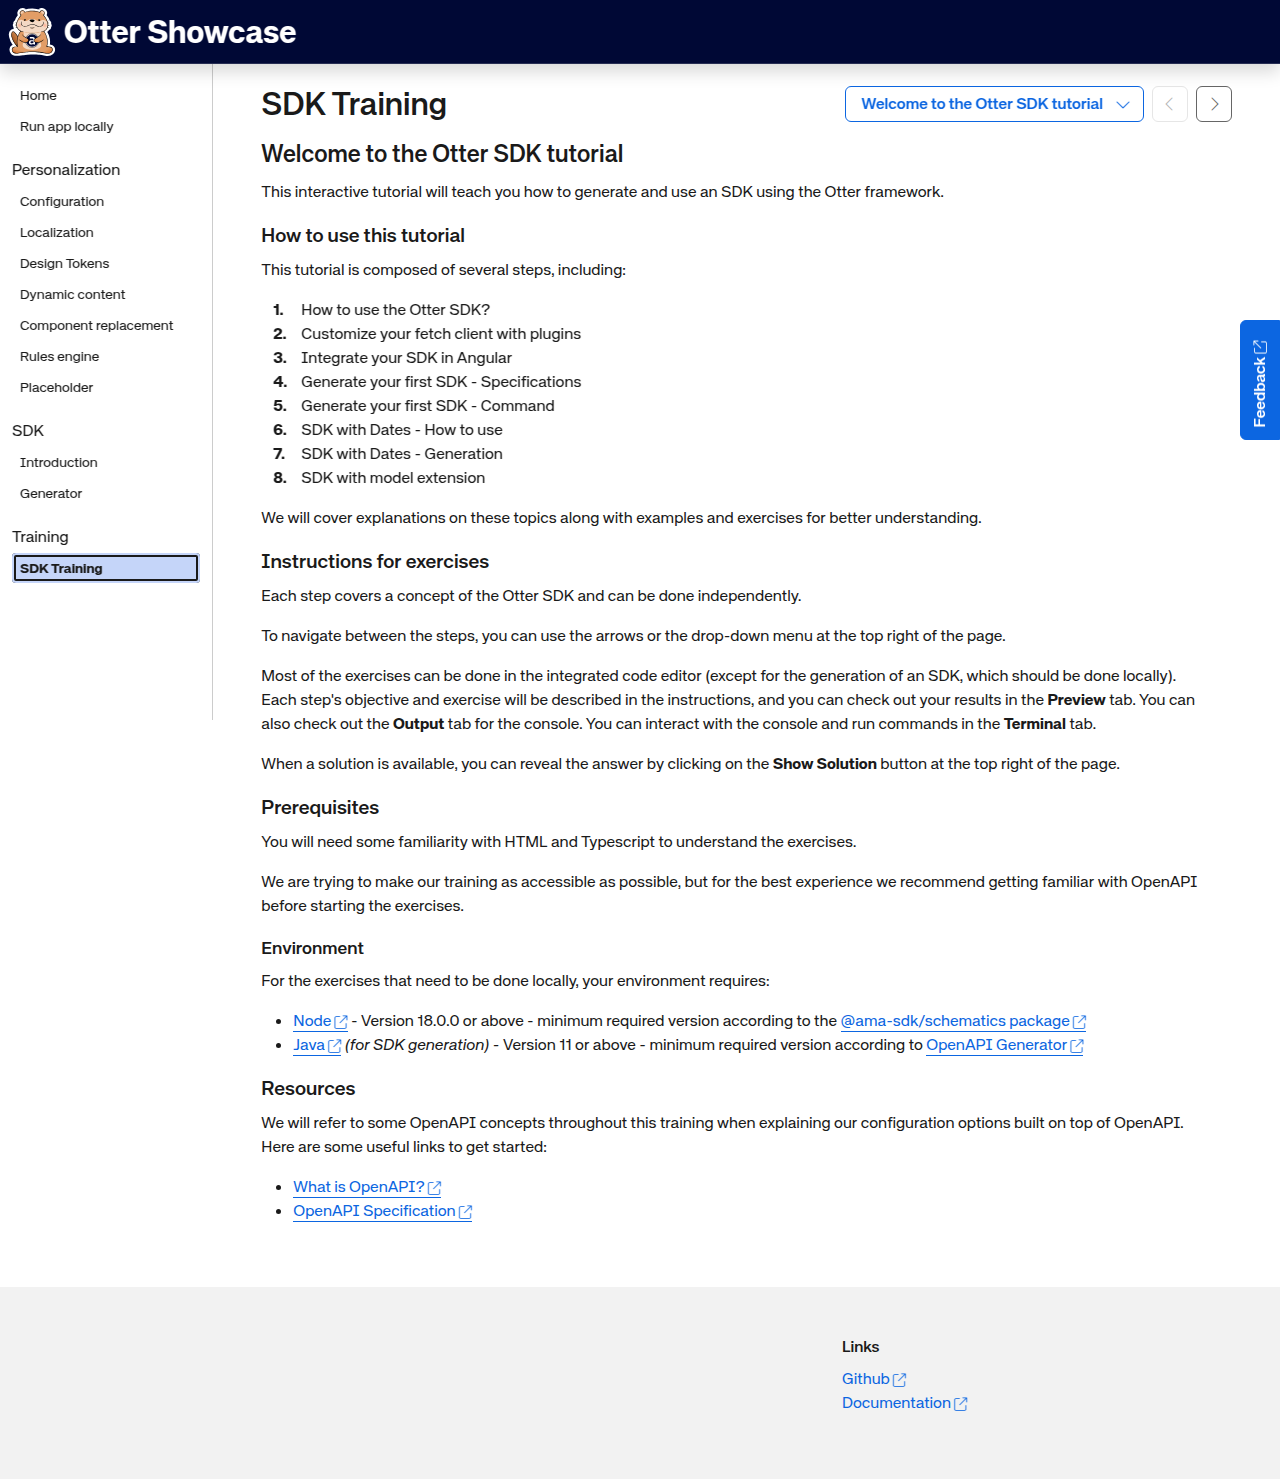 Otter Showcase
Home
Run app locally
Personalization
Configuration
Localization
Design Tokens
Dynamic content
Component replacement
Rules engine
Placeholder
SDK
Introduction
Generator
Training
SDK Training
SDK Training
Welcome to the Otter SDK tutorial
Welcome to the Otter SDK tutorial
This interactive tutorial will teach you how to generate and use an SDK using the Otter framework.
How to use this tutorial
This tutorial is composed of several steps, including:
1. How to use the Otter SDK?
2. Customize your fetch client with plugins
3. Integrate your SDK in Angular
4. Generate your first SDK - Specifications
5. Generate your first SDK - Command
6. SDK with Dates - How to use
7. SDK with Dates - Generation
8. SDK with model extension
We will cover explanations on these topics along with examples and exercises for better understanding.
Instructions for exercises
Each step covers a concept of the Otter SDK and can be done independently.
To navigate between the steps, you can use the arrows or the drop-down menu at the top right of the page.
Most of the exercises can be done in the integrated code editor (except for the generation of an SDK, which should be done locally).
Each step's objective and exercise will be described in the instructions, and you can check out your results in the Preview tab. You can
also check out the Output tab for the console. You can interact with the console and run commands in the Terminal tab.
When a solution is available, you can reveal the answer by clicking on the Show Solution button at the top right of the page.
Prerequisites
You will need some familiarity with HTML and Typescript to understand the exercises.
We are trying to make our training as accessible as possible, but for the best experience we recommend getting familiar with OpenAPI
before starting the exercises.
Environment
For the exercises that need to be done locally, your environment requires:
Node - Version 18.0.0 or above - minimum required version according to the @ama-sdk/schematics package
Java (for SDK generation) - Version 11 or above - minimum required version according to OpenAPI Generator
Resources
We will refer to some OpenAPI concepts throughout this training when explaining our configuration options built on top of OpenAPI.
Here are some useful links to get started:
What is OpenAPI?
OpenAPI Specification
Feedback
Links
Github
Documentation